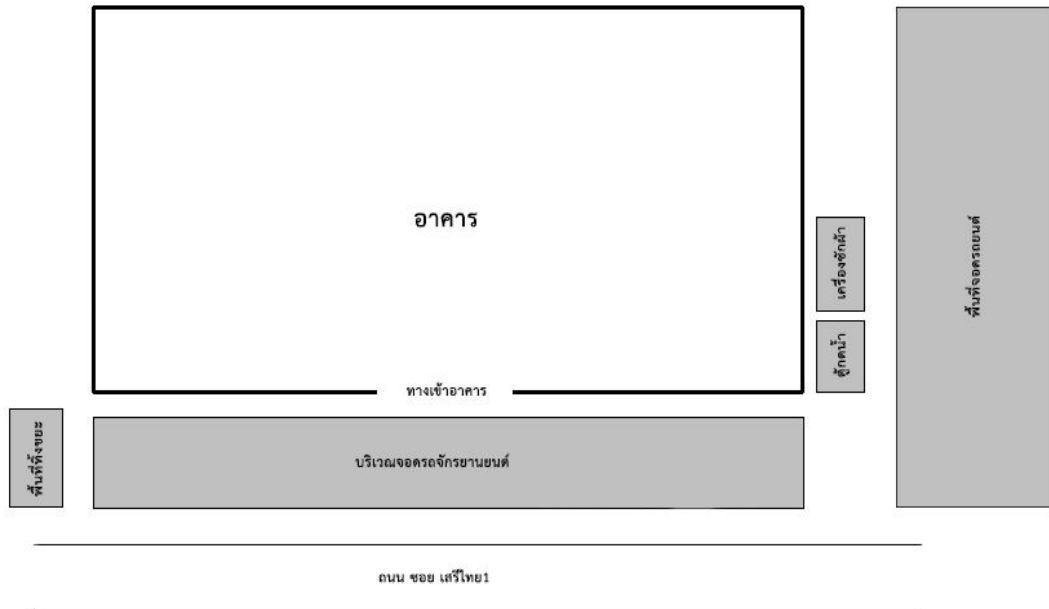 อาคาร
เครื่องซักผ้า
พื้นที่จอดรถยนต์
ตู้กดน้ำ
ทางเข้าอาคาร
พื้นที่ทิ้งขยะ
บริเวณจอดรถจักรยานยนต์
ถนน ซอย เสรีไทย1